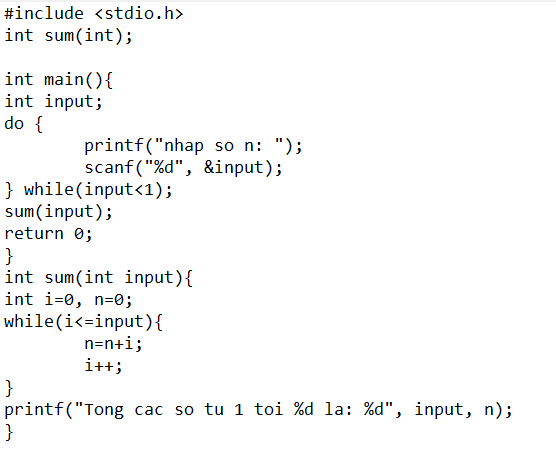 #include <stdio.h>
int sum(int);
int main(){
int input;
do {
printf("nhap so n: ");
scanf("%d", &input);
} while(input<1);
sum(input);
return 0;
}
int sum(int input){
int i=0, n=0;
while(i<=input){
n=n+i;
i++;
}
printf("Tong cac so tu 1 toi %d la: %d", input, n);
}